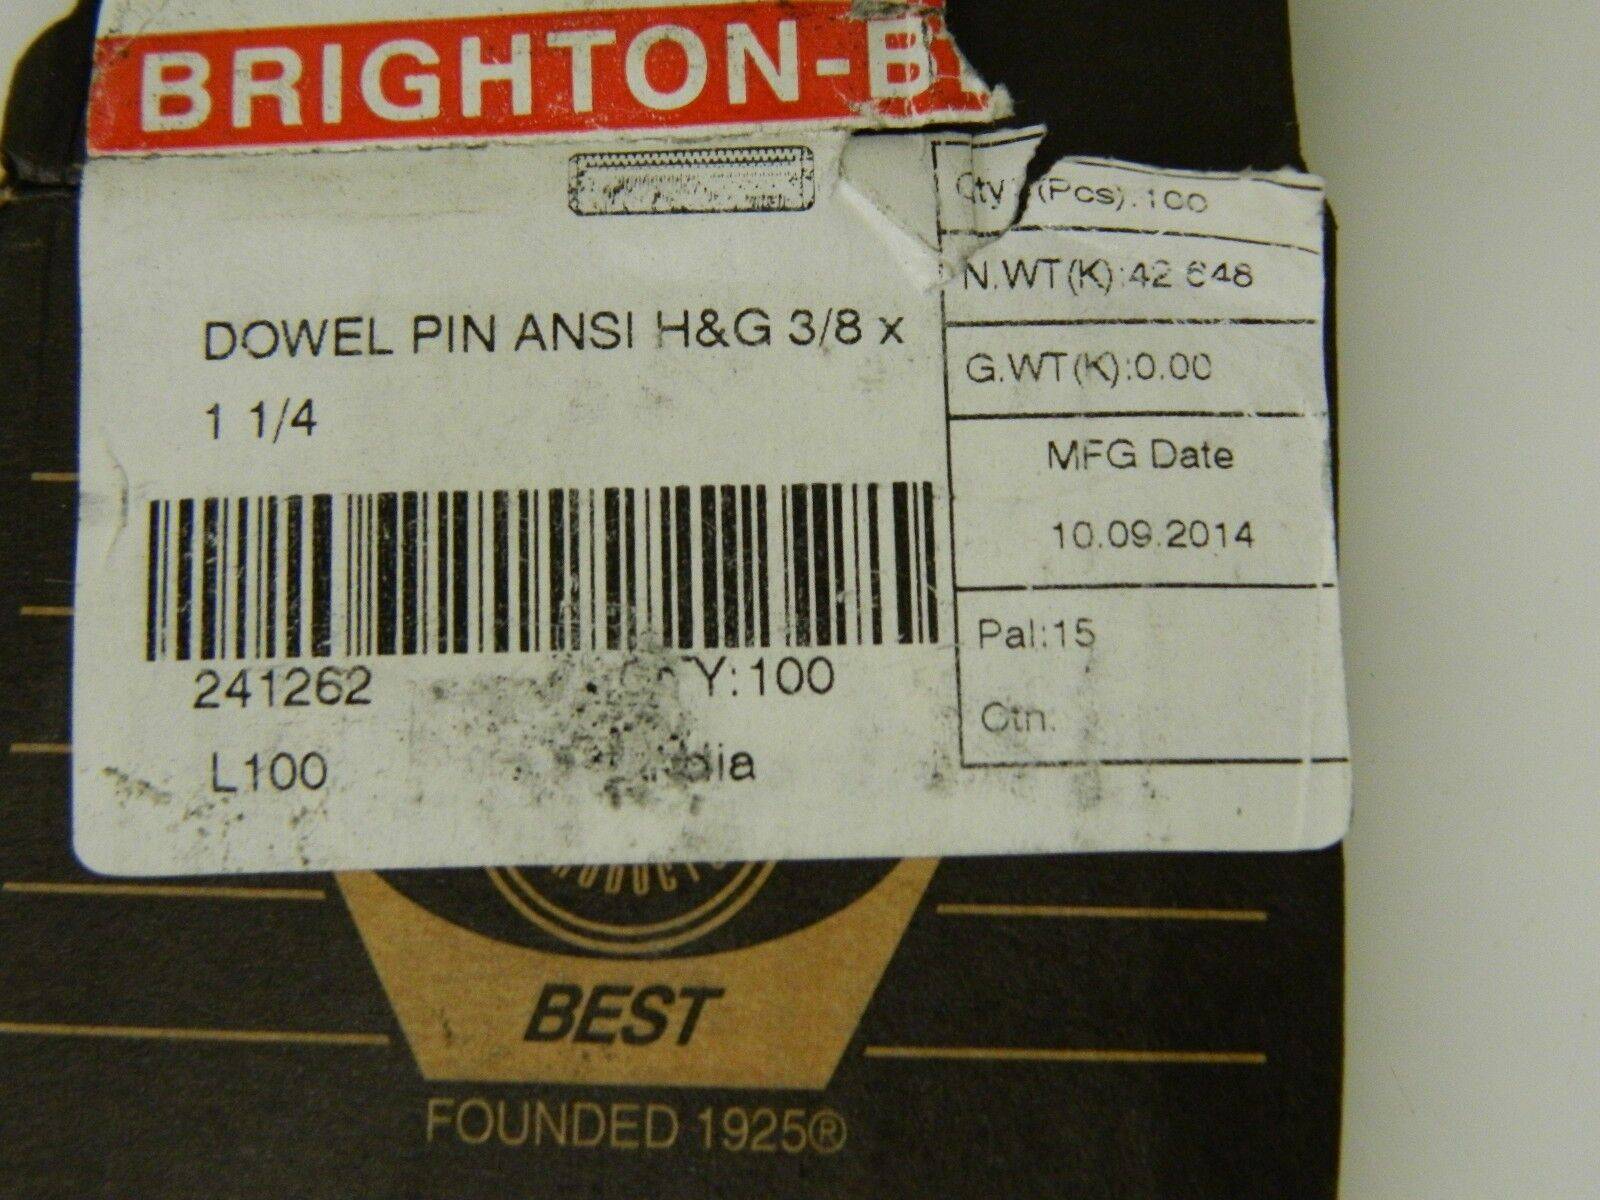 BRIGHTON-B
Qty (Pcs):100
N.WT(K):42 648
G.WT(K):0.00
MFG Date
10.09.2014
Pal:15
Ctn:
DOWEL PIN ANSI H&G 3/8 x
1 1/4
241262
Y:100
L100
BEST
FOUNDED 1925®